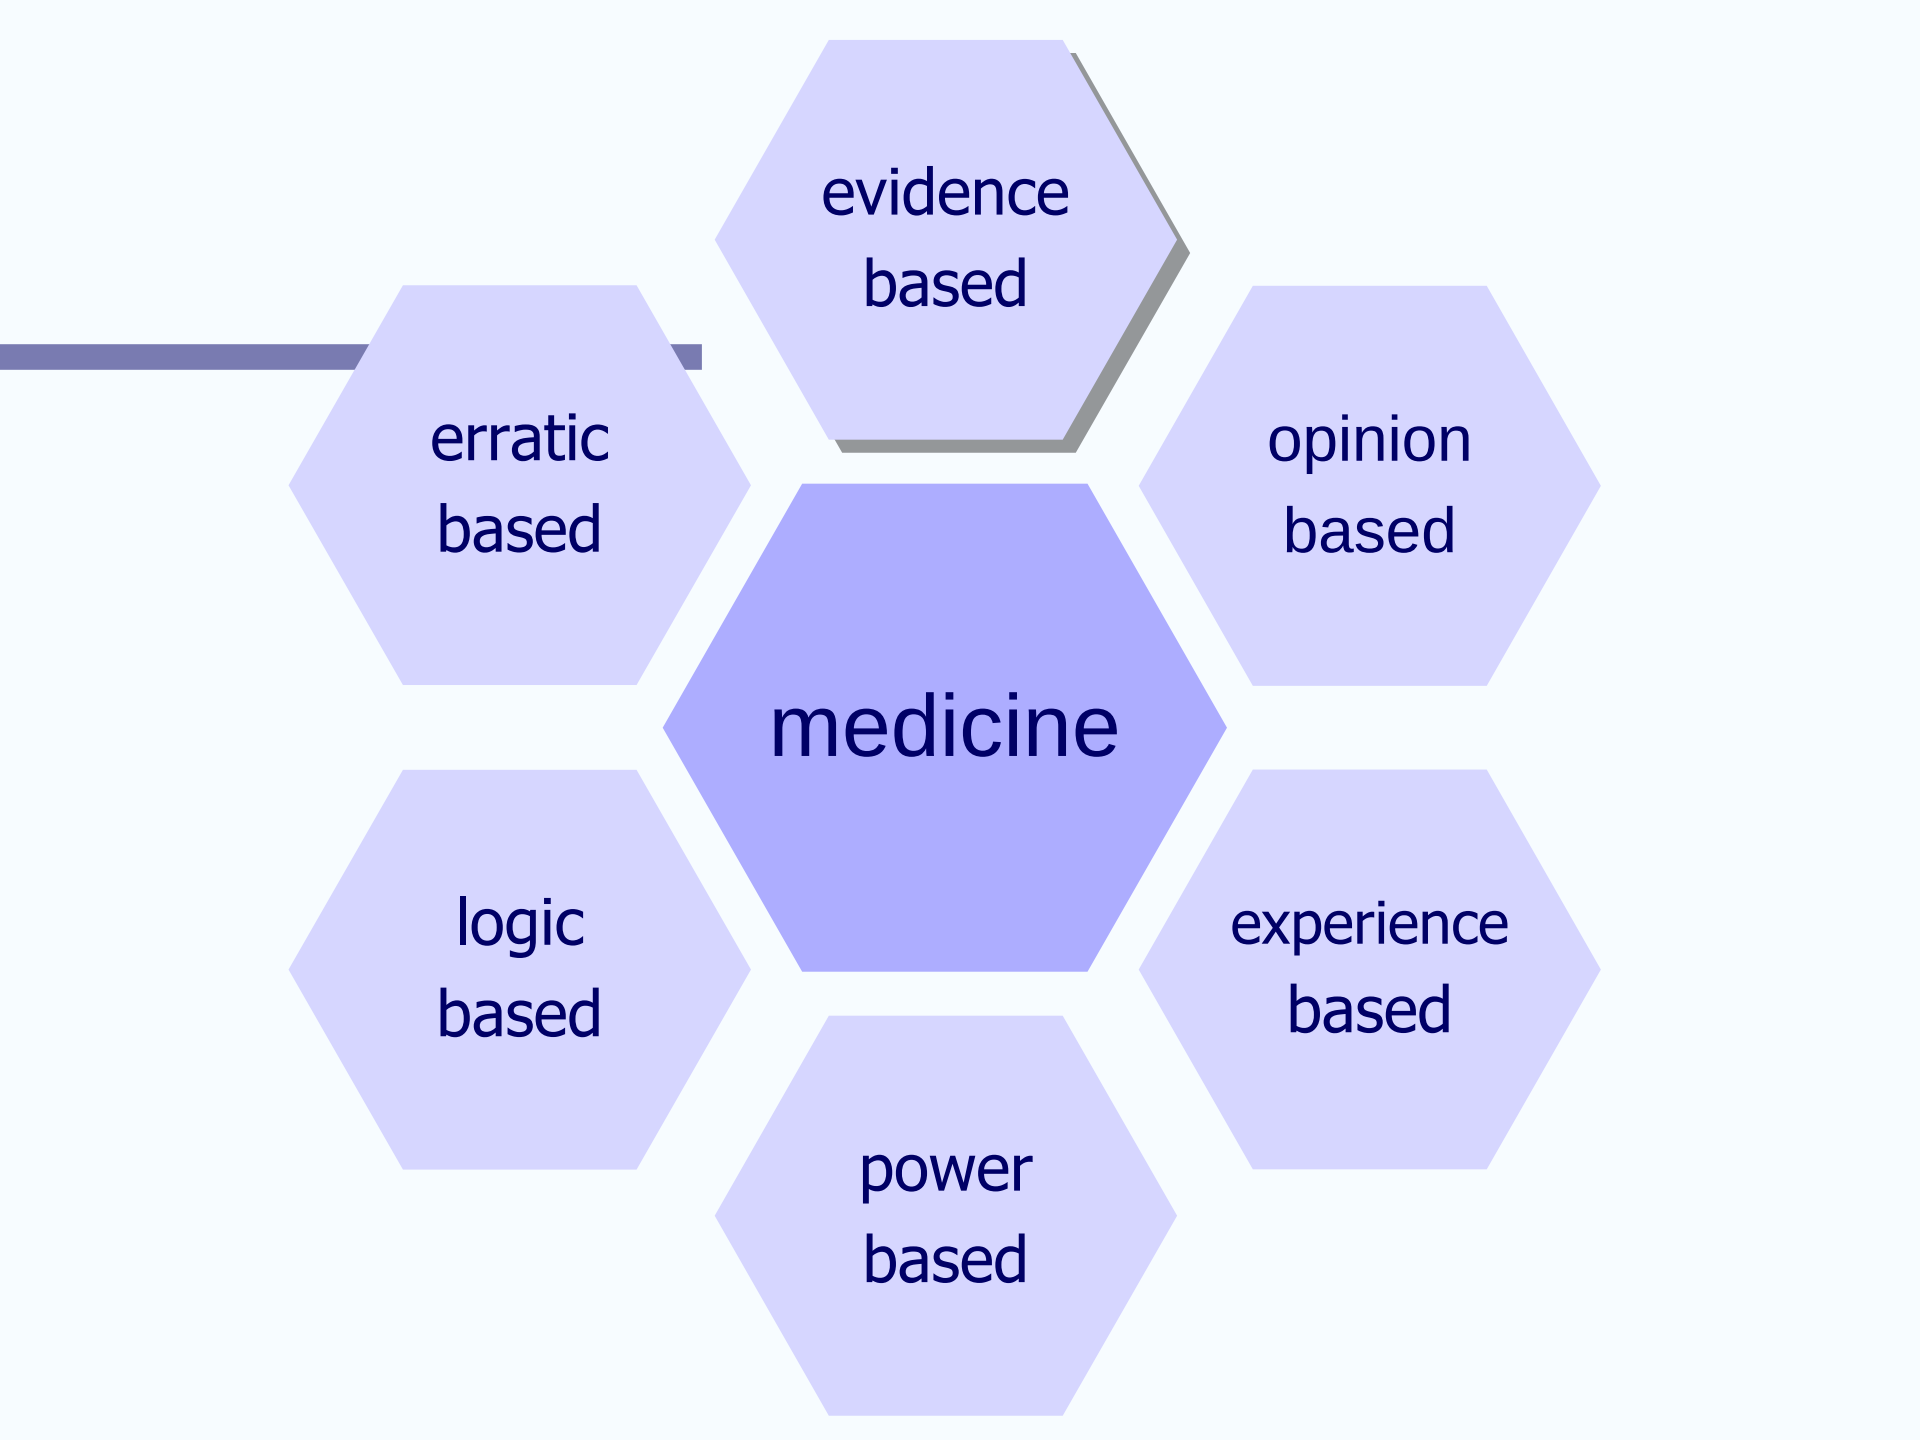 evidence
based
erratic
based
opinion
based
medicine
logic
based
experience
based
power
based